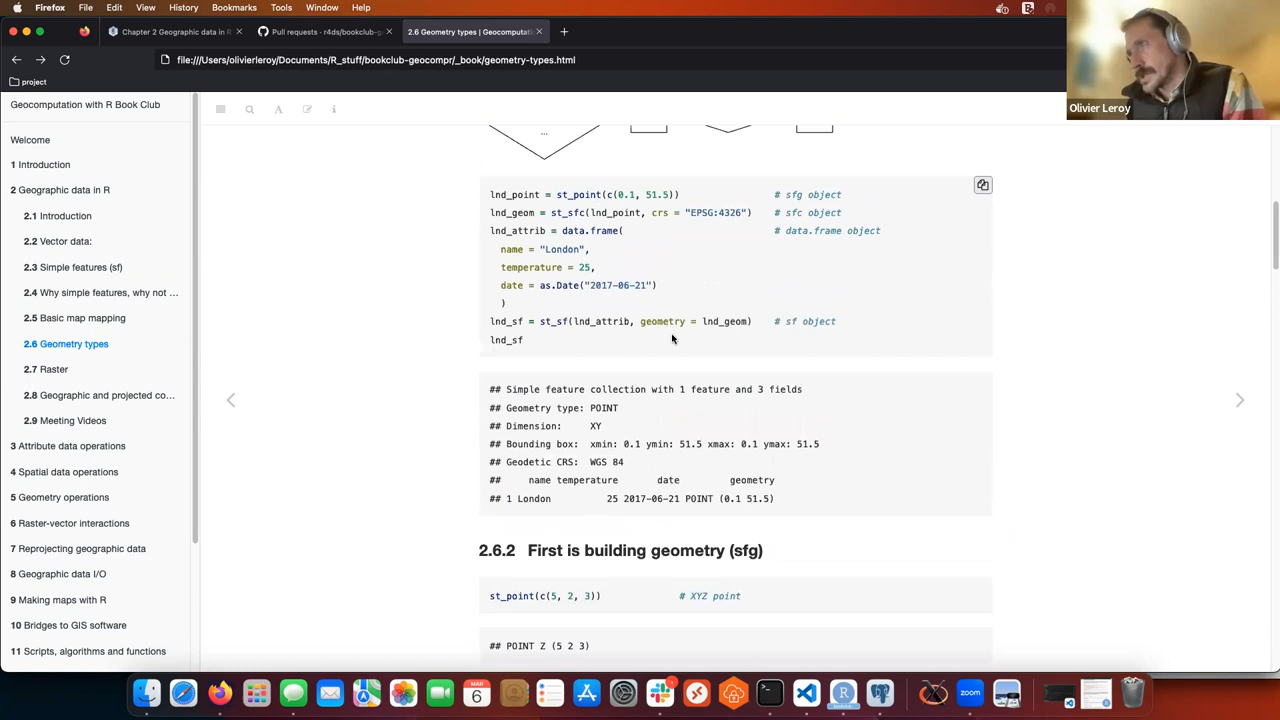 Firefox File Edit View History Bookmarks Tools Window Help
Chapter 2 Geographic data in R
Pull requests · r4ds/bookclub-g
2.6 Geometry types | Geocomputati
file:///Users/olivierleroy/Documents/R_stuff/bookclub-geocompr/_book/geometry-types.html
project
Olivier Leroy
Geocomputation with R Book Club
Welcome
1 Introduction
2 Geographic data in R
2.1 Introduction
2.2 Vector data:
2.3 Simple features (sf)
2.4 Why simple features, why not ...
2.5 Basic map mapping
2.6 Geometry types
2.7 Raster
2.8 Geographic and projected co...
2.9 Meeting Videos
3 Attribute data operations
4 Spatial data operations
5 Geometry operations
6 Raster-vector interactions
7 Reprojecting geographic data
8 Geographic data I/O
9 Making maps with R
10 Bridges to GIS software
11 Scripts, algorithms and functions
...
lnd_point = st_point(c(0.1, 51.5)) # sfg object
lnd_geom = st_sfc(lnd_point, crs = "EPSG:4326") # sfc object
lnd_attrib = data.frame( # data.frame object
name = "London",
temperature = 25,
date = as.Date("2017-06-21")
)
lnd_sf = st_sf(lnd_attrib, geometry = lnd_geom) # sf object
lnd_sf
## Simple feature collection with 1 feature and 3 fields
## Geometry type: POINT
## Dimension: XY
## Bounding box: xmin: 0.1 ymin: 51.5 xmax: 0.1 ymax: 51.5
## Geodetic CRS: WGS 84
## name temperature date geometry
## 1 London 25 2017-06-21 POINT (0.1 51.5)
2.6.2 First is building geometry (sfg)
st_point(c(5, 2, 3)) # XYZ point
## POINT Z (5 2 3)
MAR
6
zoom